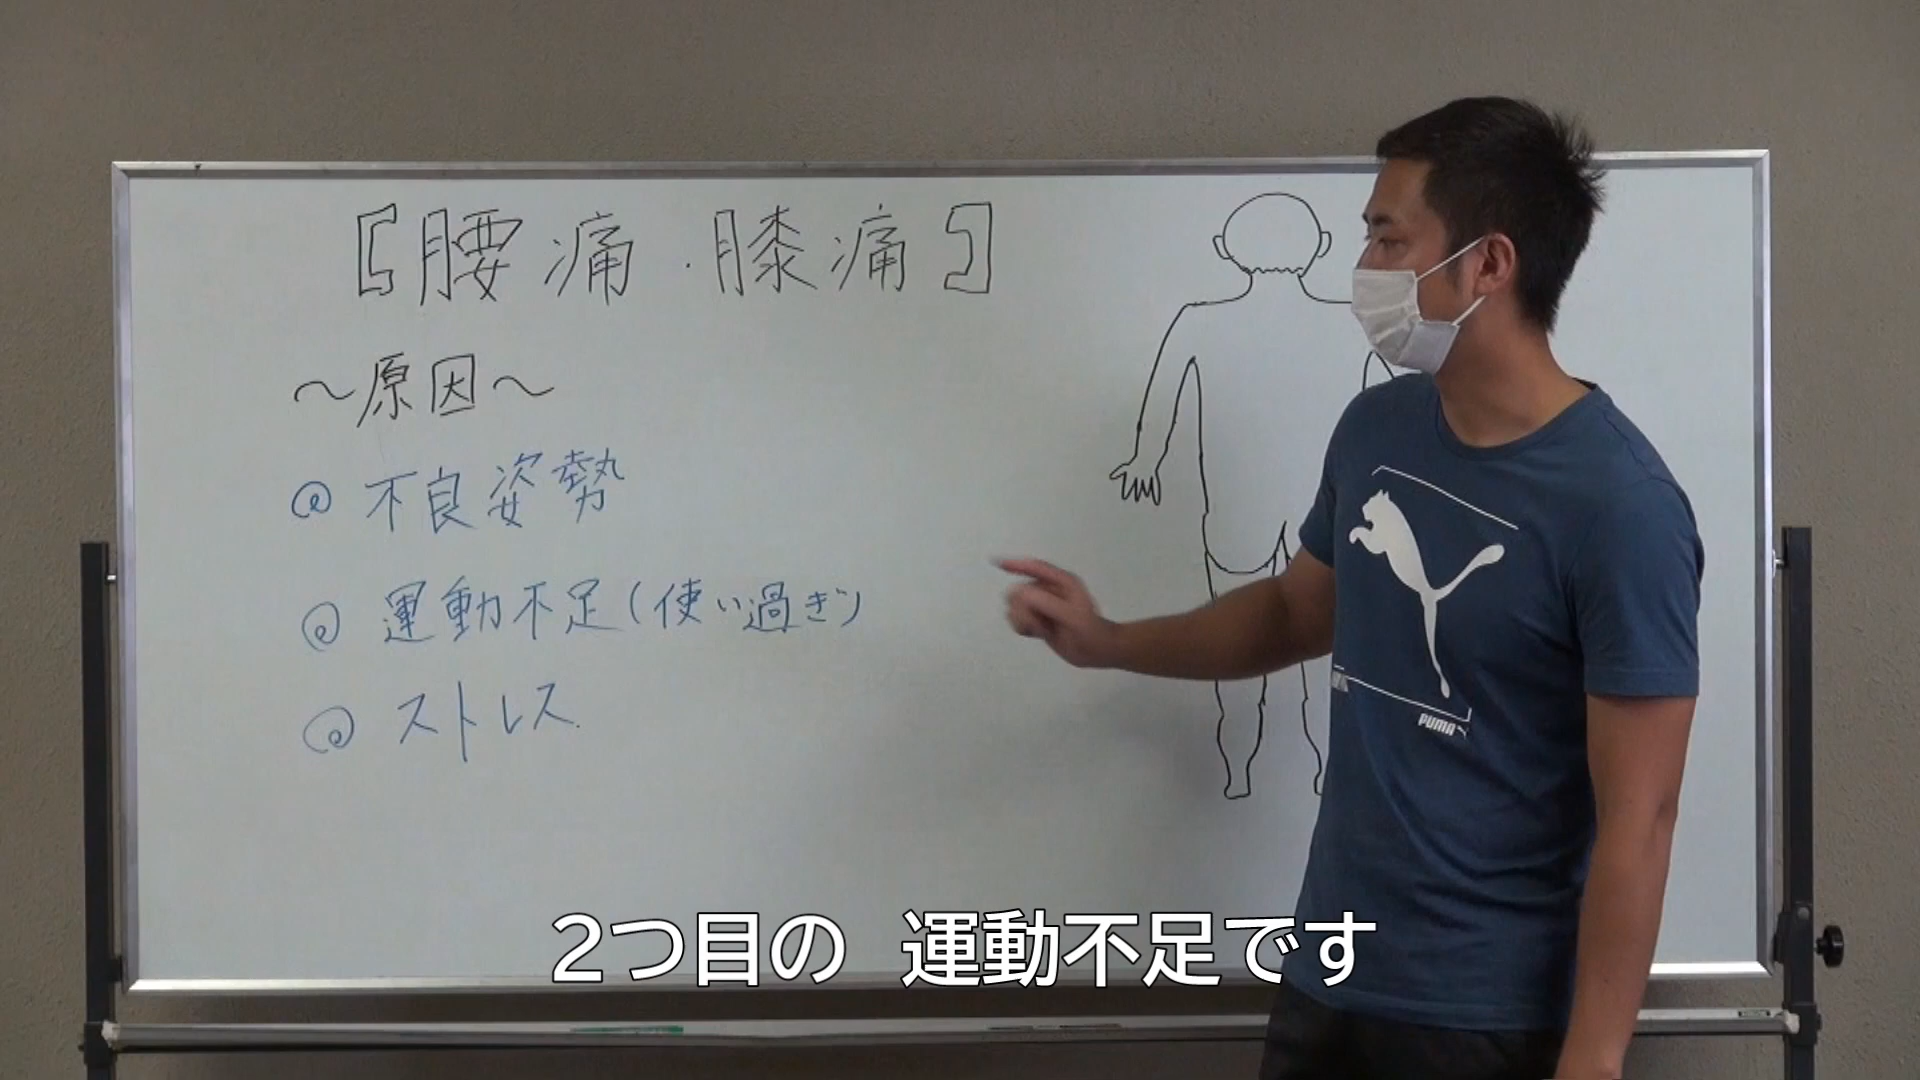 【腰痛・膝痛】
〜原因〜
◎ 不良姿勢
◎ 運動不足(使い過ぎ)
◎ ストレス
PUMA
2つ目の 運動不足です